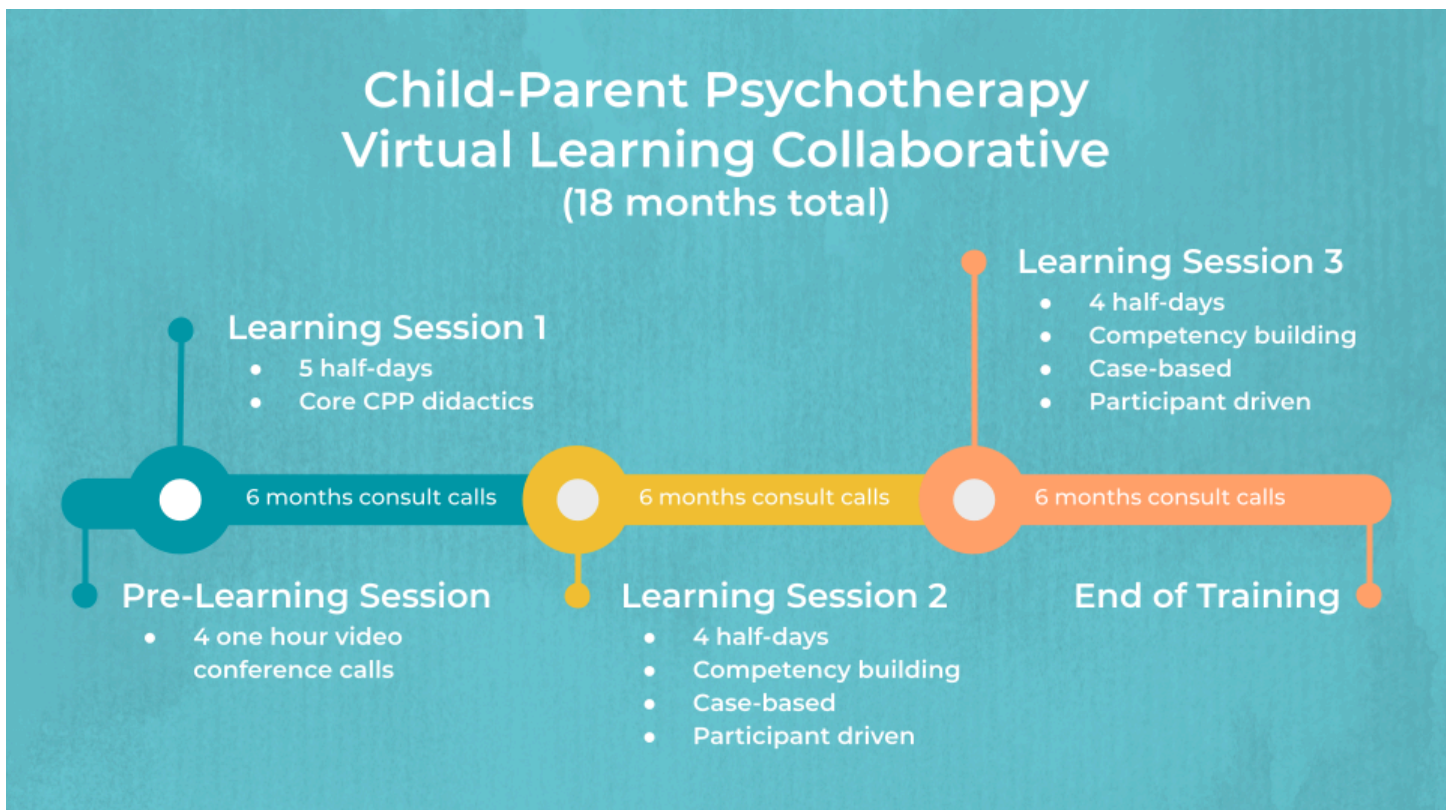 Child-Parent Psychotherapy
Virtual Learning Collaborative
(18 months total)
Learning Session 1
● 5 half-days
● Core CPP didactics
Learning Session 3
● 4 half-days
● Competency building
● Case-based
● Participant driven
6 months consult calls
6 months consult calls
6 months consult calls
Pre-Learning Session
● 4 one hour video
conference calls
Learning Session 2
● 4 half-days
● Competency building
● Case-based
● Participant driven
End of Training